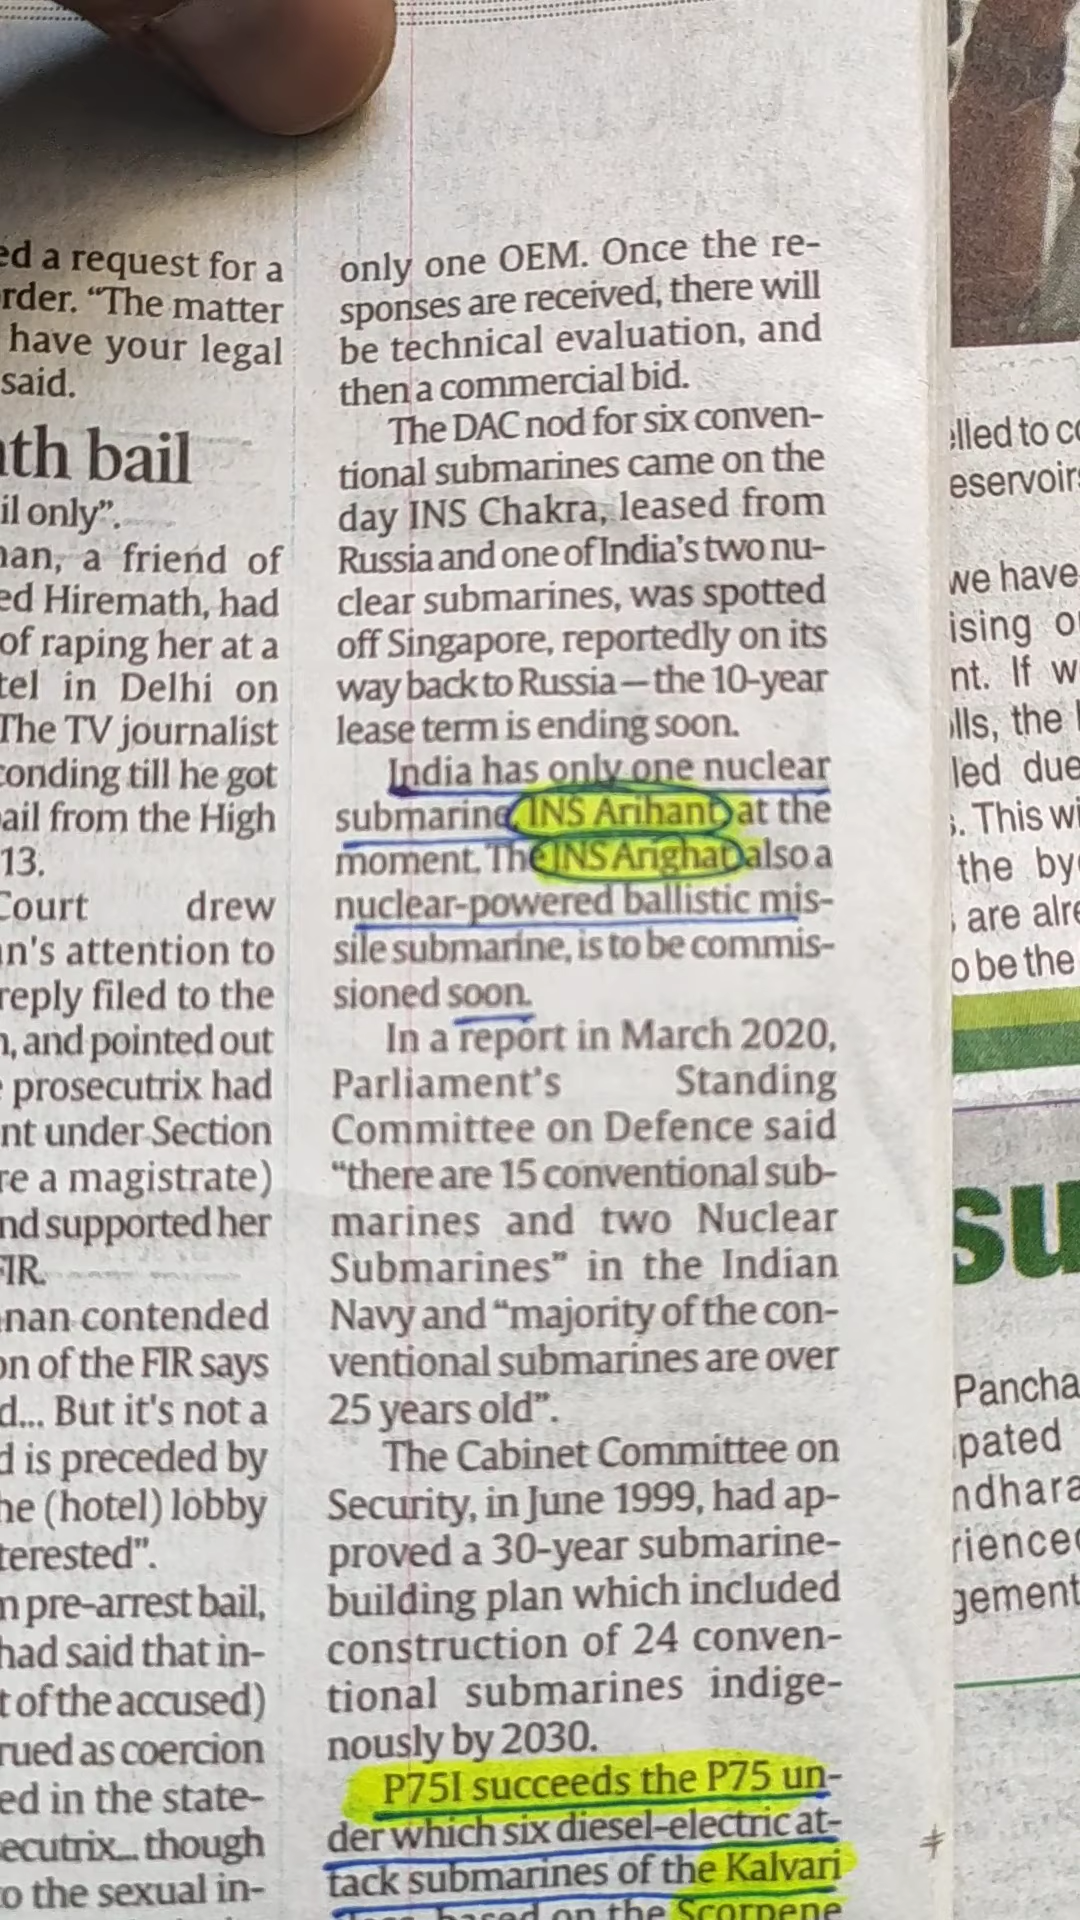 ed a request for a
rder. “The matter
have your legal
said.
th bail
il only”.
an, a friend of
ed Hiremath, had
of raping her at a
tel in Delhi on
The TV journalist
conding till he got
ail from the High
13.
Court drew
n's attention to
reply filed to the
, and pointed out
prosecutrix had
nt under Section
re a magistrate)
nd supported her
FIR.
nan contended
on of the FIR says
d... But it's not a
d is preceded by
he (hotel) lobby
terested”.
n pre-arrest bail,
had said that in-
t of the accused)
rued as coercion
ed in the state-
ecutrix... though
o the sexual in-
only one OEM. Once the re-
sponses are received, there will
be technical evaluation, and
then a commercial bid.
The DAC nod for six conven-
tional submarines came on the
day INS Chakra, leased from
Russia and one of India's two nu-
clear submarines, was spotted
off Singapore, reportedly on its
way back to Russia — the 10-year
lease term is ending soon.
India has only one nuclear
submarine, INS Arihant at the
moment. The INS Arighat also a
nuclear-powered ballistic mis-
sile submarine, is to be commis-
sioned soon.
In a report in March 2020,
Parliament's Standing
Committee on Defence said
“there are 15 conventional sub-
marines and two Nuclear
Submarines” in the Indian
Navy and “majority of the con-
ventional submarines are over
25 years old”.
The Cabinet Committee on
Security, in June 1999, had ap-
proved a 30-year submarine-
building plan which included
construction of 24 conven-
tional submarines indige-
nously by 2030.
P75I succeeds the P75 un-
der which six diesel-electric at-
tack submarines of the Kalvari
based on the Scorpene
lled to c
eservoir
we have
ising o
nt. If w
lls, the
led due
. This wi
the by
are alre
o be the
su
Pancha
pated
ndhara
rience
gement